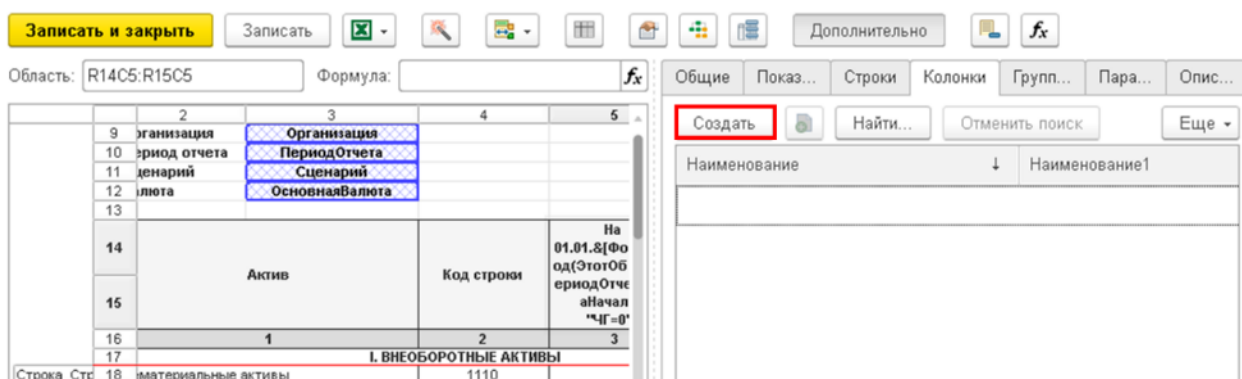 Записать и закрыть Записать Дополнительно fx
Область: R14C5:R15C5 Формула: fx Общие Показ... Строки Колонки Групп... Пара... Опис...
Создать Найти... Отменить поиск Еще
2 3 4 5
Наименование ↓ Наименование1
9 рганизация Организация
10 ериод отчета ПериодОтчета
11 ценарий Сценарий
12 алюта ОсновнаяВалюта
13
14 Актив Код строки На
01.01.&[Фо
од(ЭтотОб
ериодОтче
15 аНачал
"ЧГ=0"
16 1 2 3
17 I. ВНЕОБОРОТНЫЕ АКТИВЫ
Строка_Стр 18 материальные активы 1110